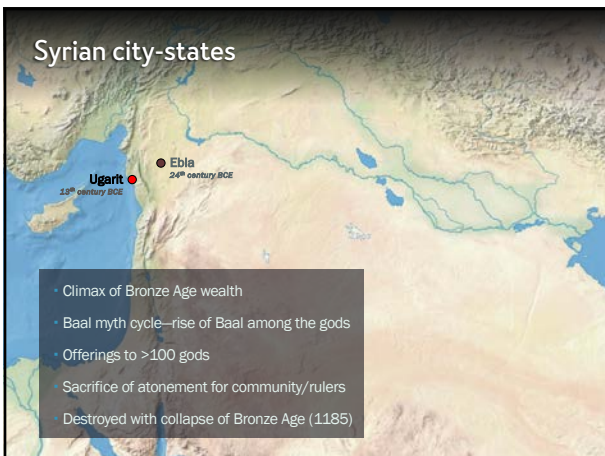 Syrian city-states
Ebla
24th century BCE
Ugarit
13th century BCE
· Climax of Bronze Age wealth
· Baal myth cycle—rise of Baal among the gods
· Offerings to >100 gods
· Sacrifice of atonement for community/rulers
· Destroyed with collapse of Bronze Age (1185)